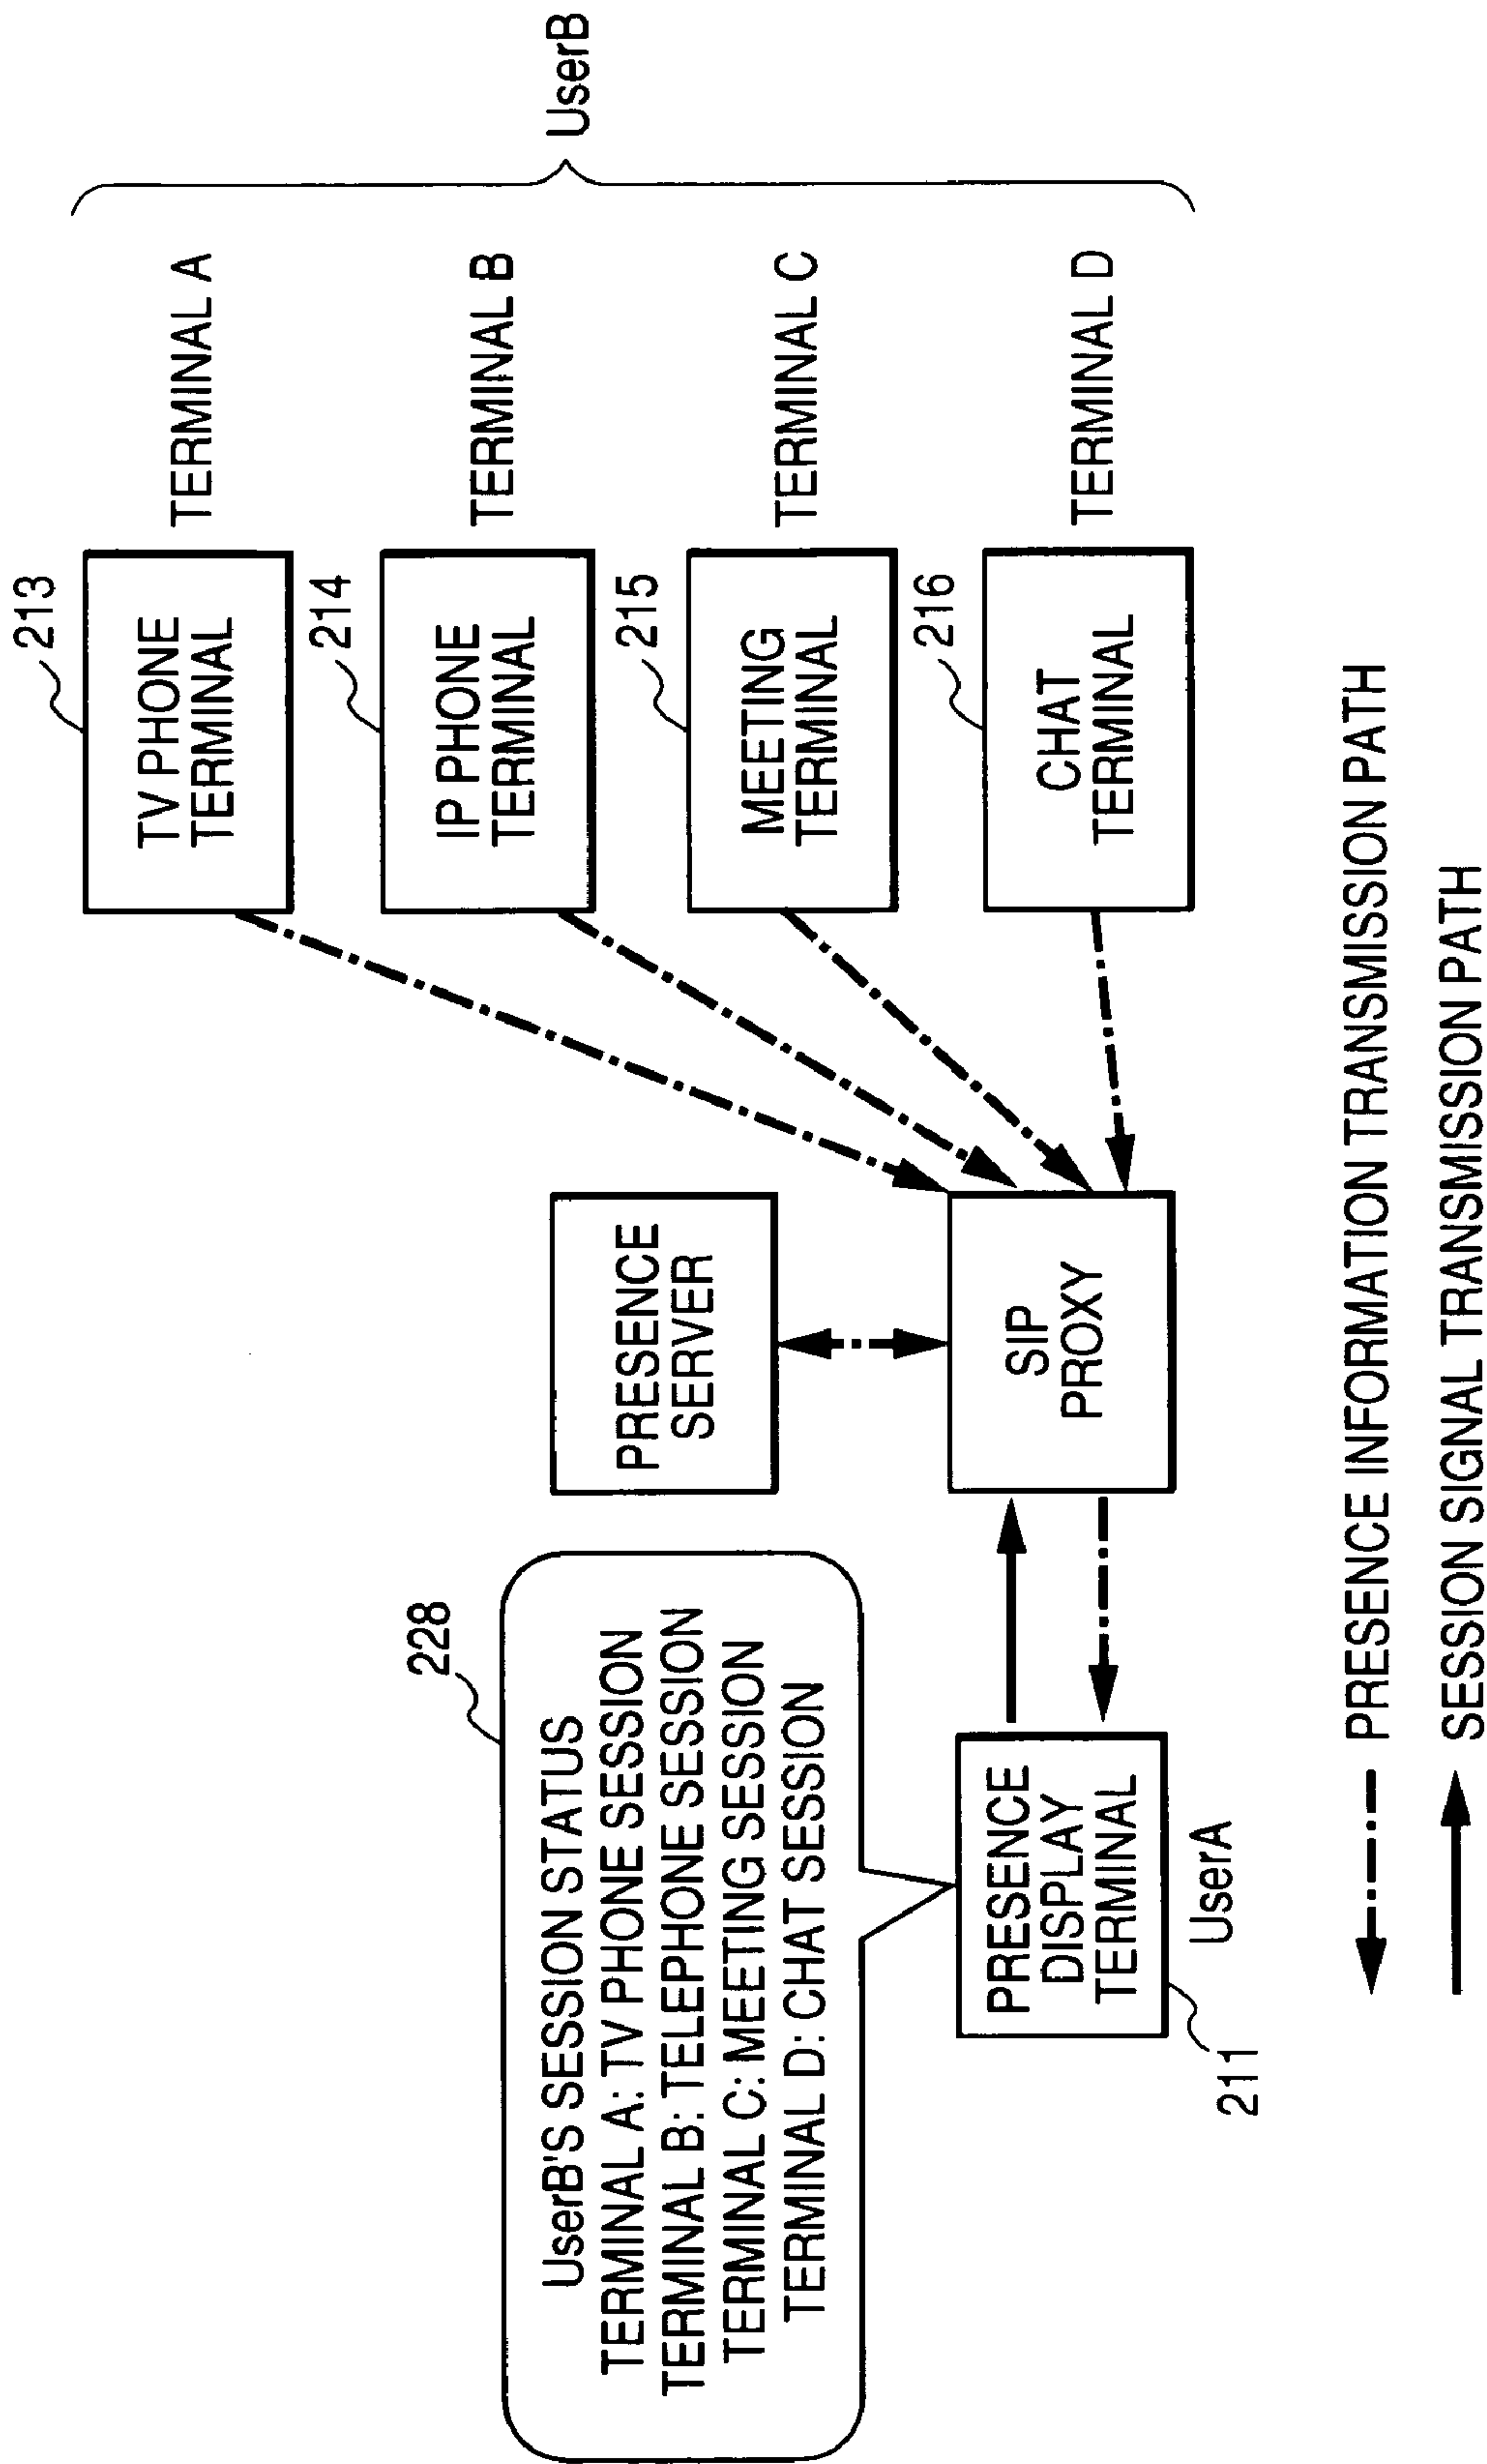 228
UserB'S SESSION STATUS
TERMINAL A: TV PHONE SESSION
TERMINAL B: TELEPHONE SESSION
TERMINAL C: MEETING SESSION
TERMINAL D: CHAT SESSION
PRESENCE
DISPLAY
TERMINAL
UserA
211
PRESENCE
SERVER
SIP
PROXY
213
TV PHONE
TERMINAL
TERMINAL A
214
IP PHONE
TERMINAL
TERMINAL B
215
MEETING
TERMINAL
TERMINAL C
216
CHAT
TERMINAL
TERMINAL D
UserB
PRESENCE INFORMATION TRANSMISSION PATH
SESSION SIGNAL TRANSMISSION PATH